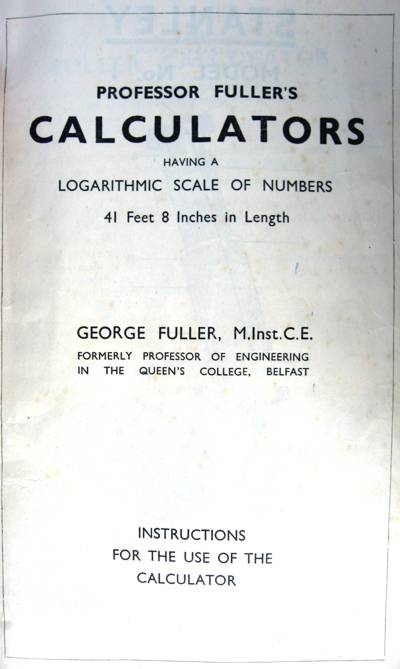 PROFESSOR FULLER'S
CALCULATORS
HAVING A
LOGARITHMIC SCALE OF NUMBERS
41 Feet 8 Inches in Length
GEORGE FULLER, M.Inst.C.E.
FORMERLY PROFESSOR OF ENGINEERING
IN THE QUEEN'S COLLEGE, BELFAST
INSTRUCTIONS
FOR THE USE OF THE
CALCULATOR